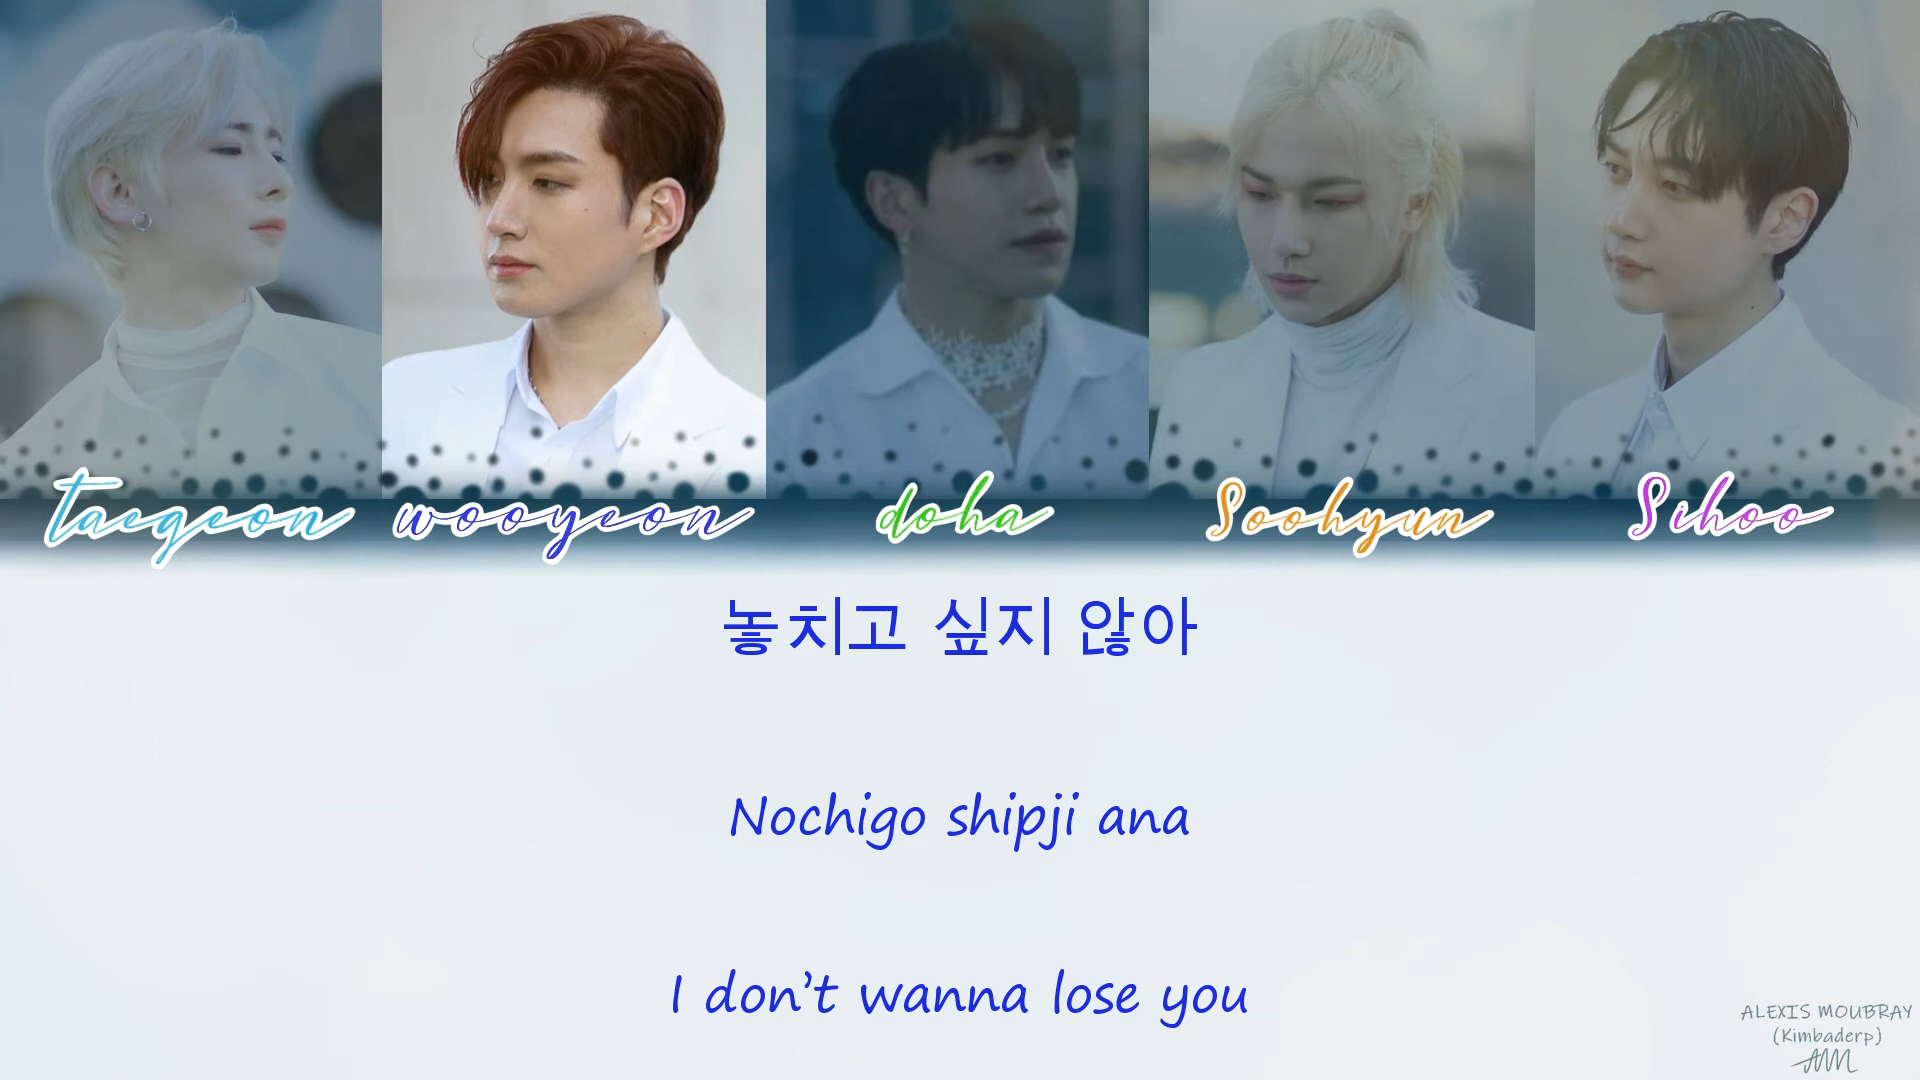 taegeon wooyeon doha Soohyun Sihoo
놓치고 싶지 않아
Nochigo shipji ana
I don't wanna lose you
ALEXIS MOUBRAY
(Kimbaderp)
AM